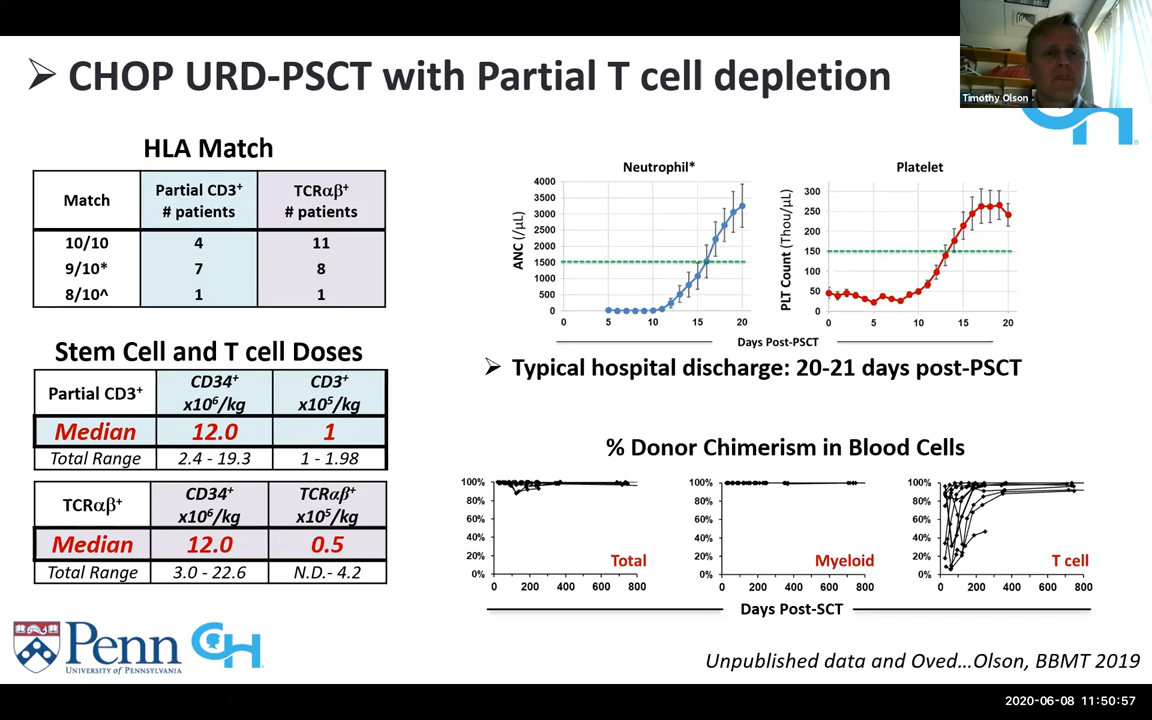 ➢ CHOP URD-PSCT with Partial T cell depletion
Timothy Olson
HLA Match
Match Partial CD3⁺ # patients TCRαβ⁺ # patients
10/10 4 11
9/10* 7 8
8/10^ 1 1
Stem Cell and T cell Doses
Partial CD3⁺ CD34⁺ x10⁶/kg CD3⁺ x10⁵/kg
Median 12.0 1
Total Range 2.4 - 19.3 1 - 1.98
TCRαβ⁺ CD34⁺ x10⁶/kg TCRαβ⁺ x10⁵/kg
Median 12.0 0.5
Total Range 3.0 - 22.6 N.D.- 4.2
Neutrophil*
ANC (/µL)
4000
3500
3000
2500
2000
1500
1000
500
0
0 5 10 15 20
Platelet
PLT Count (Thou/µL)
300
250
200
150
100
50
0
0 5 10 15 20
Days Post-PSCT
➢ Typical hospital discharge: 20-21 days post-PSCT
% Donor Chimerism in Blood Cells
100%
80%
60%
40%
20%
0%
Total
0 200 400 600 800
100%
80%
60%
40%
20%
0%
Myeloid
0 200 400 600 800
100%
80%
60%
40%
20%
0%
T cell
0 200 400 600 800
Days Post-SCT
Penn
UNIVERSITY OF PENNSYLVANIA
CH
Unpublished data and Oved…Olson, BBMT 2019
2020-06-08 11:50:57